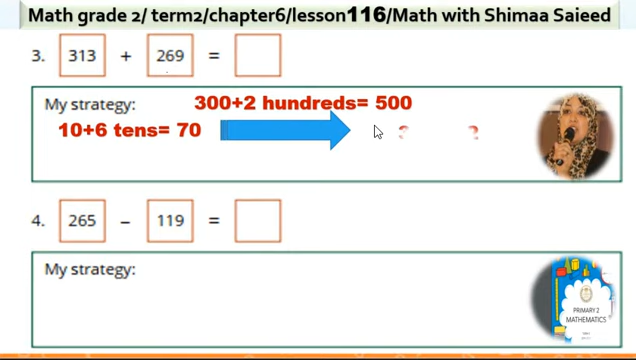 Math grade 2/ term2/chapter6/lesson116/Math with Shimaa Saieed
3. 313 + 269 =
My strategy: 300+2 hundreds= 500
10+6 tens= 70
4. 265 – 119 =
My strategy:
PRIMARY 2
MATHEMATICS